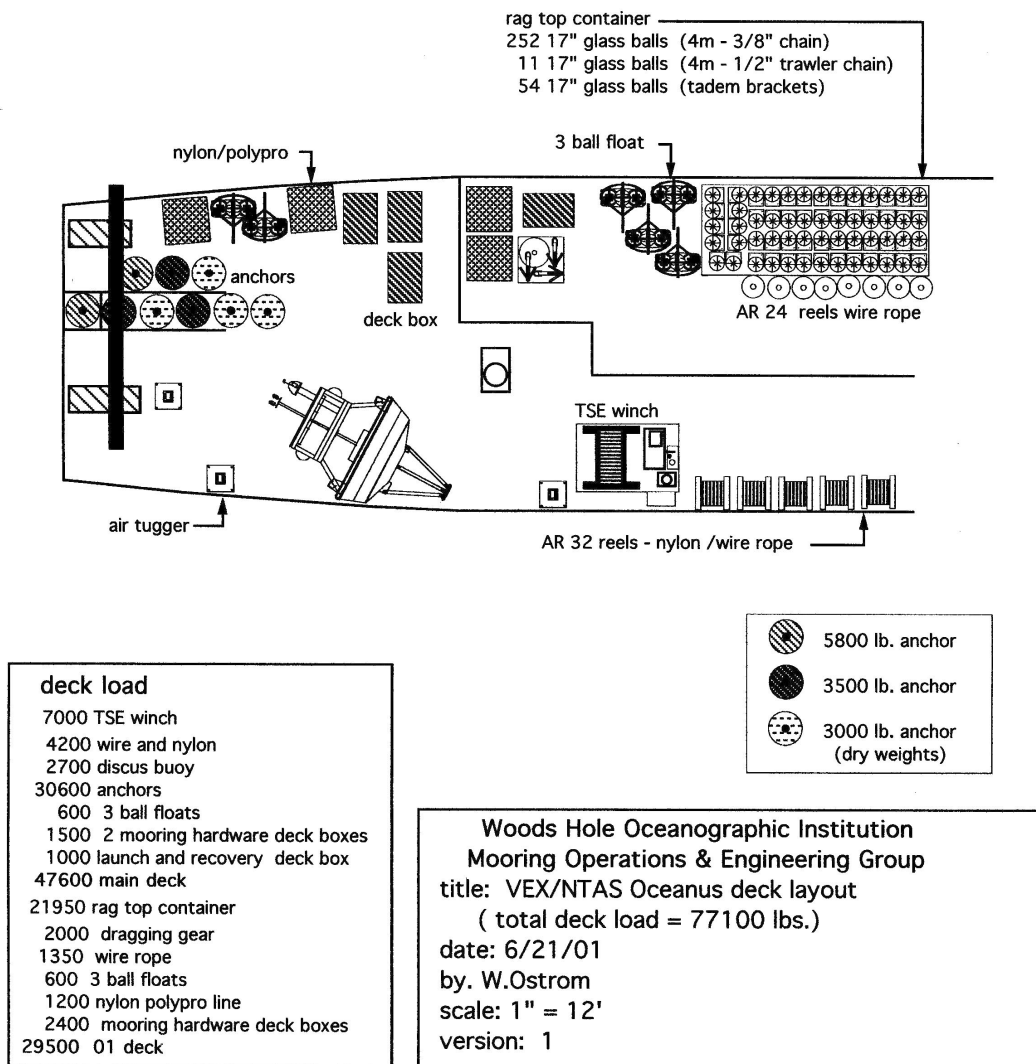 rag top container
252 17" glass balls (4m - 3/8" chain)
11 17" glass balls (4m - 1/2" trawler chain)
54 17" glass balls (tadem brackets)
nylon/polypro
3 ball float
anchors
deck box
AR 24 reels wire rope
TSE winch
air tugger
AR 32 reels - nylon /wire rope
5800 lb. anchor
3500 lb. anchor
3000 lb. anchor
(dry weights)
deck load
7000 TSE winch
4200 wire and nylon
2700 discus buoy
30600 anchors
600 3 ball floats
1500 2 mooring hardware deck boxes
1000 launch and recovery deck box
47600 main deck
21950 rag top container
2000 dragging gear
1350 wire rope
600 3 ball floats
1200 nylon polypro line
2400 mooring hardware deck boxes
29500 01 deck
Woods Hole Oceanographic Institution
Mooring Operations & Engineering Group
title: VEX/NTAS Oceanus deck layout
( total deck load = 77100 lbs.)
date: 6/21/01
by. W.Ostrom
scale: 1" = 12'
version: 1